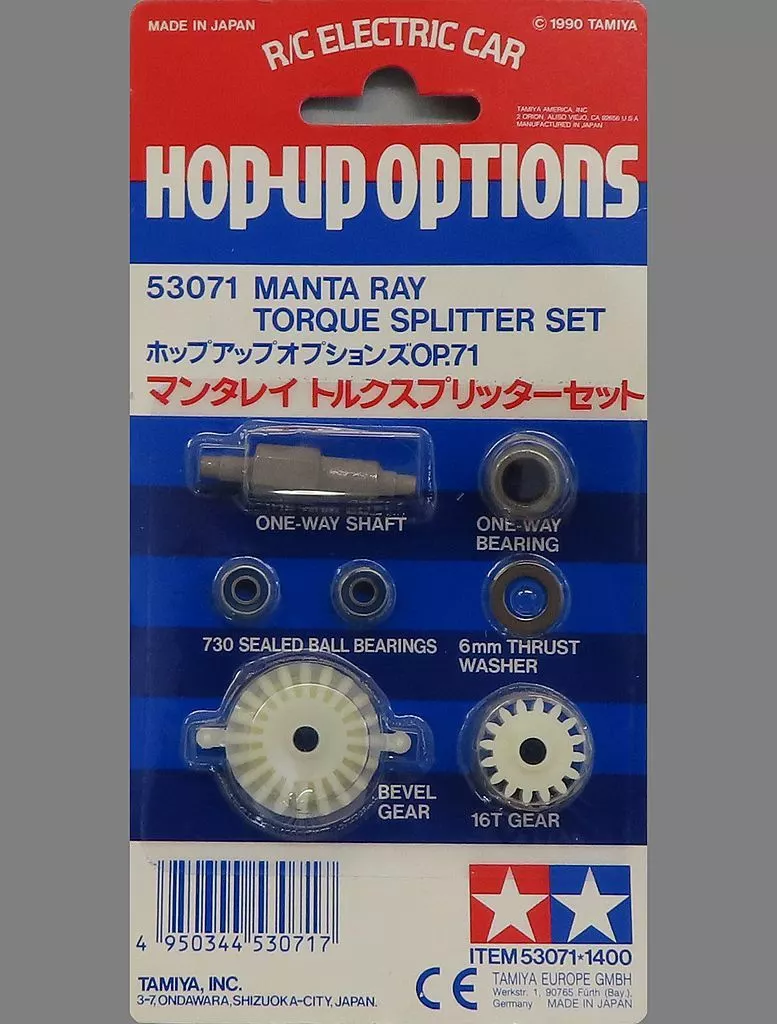 MADE IN JAPAN
© 1990 TAMIYA
R/C ELECTRIC CAR
TAMIYA AMERICA, INC
2 ORION, ALISO VIEJO, CA 92656 U S A
MANUFACTURED IN JAPAN
HOP-UP OPTIONS
53071 MANTA RAY
TORQUE SPLITTER SET
ホップアップオプションズOP.71
マンタレイ トルクスプリッターセット
ONE-WAY SHAFT
ONE-WAY
BEARING
730 SEALED BALL BEARINGS
6mm THRUST
WASHER
BEVEL
GEAR
16T GEAR
4 950344 530717
ITEM 53071*1400
TAMIYA, INC.
3-7, ONDAWARA, SHIZUOKA-CITY, JAPAN.
CE
TAMIYA EUROPE GMBH
Werkstr. 1, 90765 Fürth (Bay.),
Germany MADE IN JAPAN